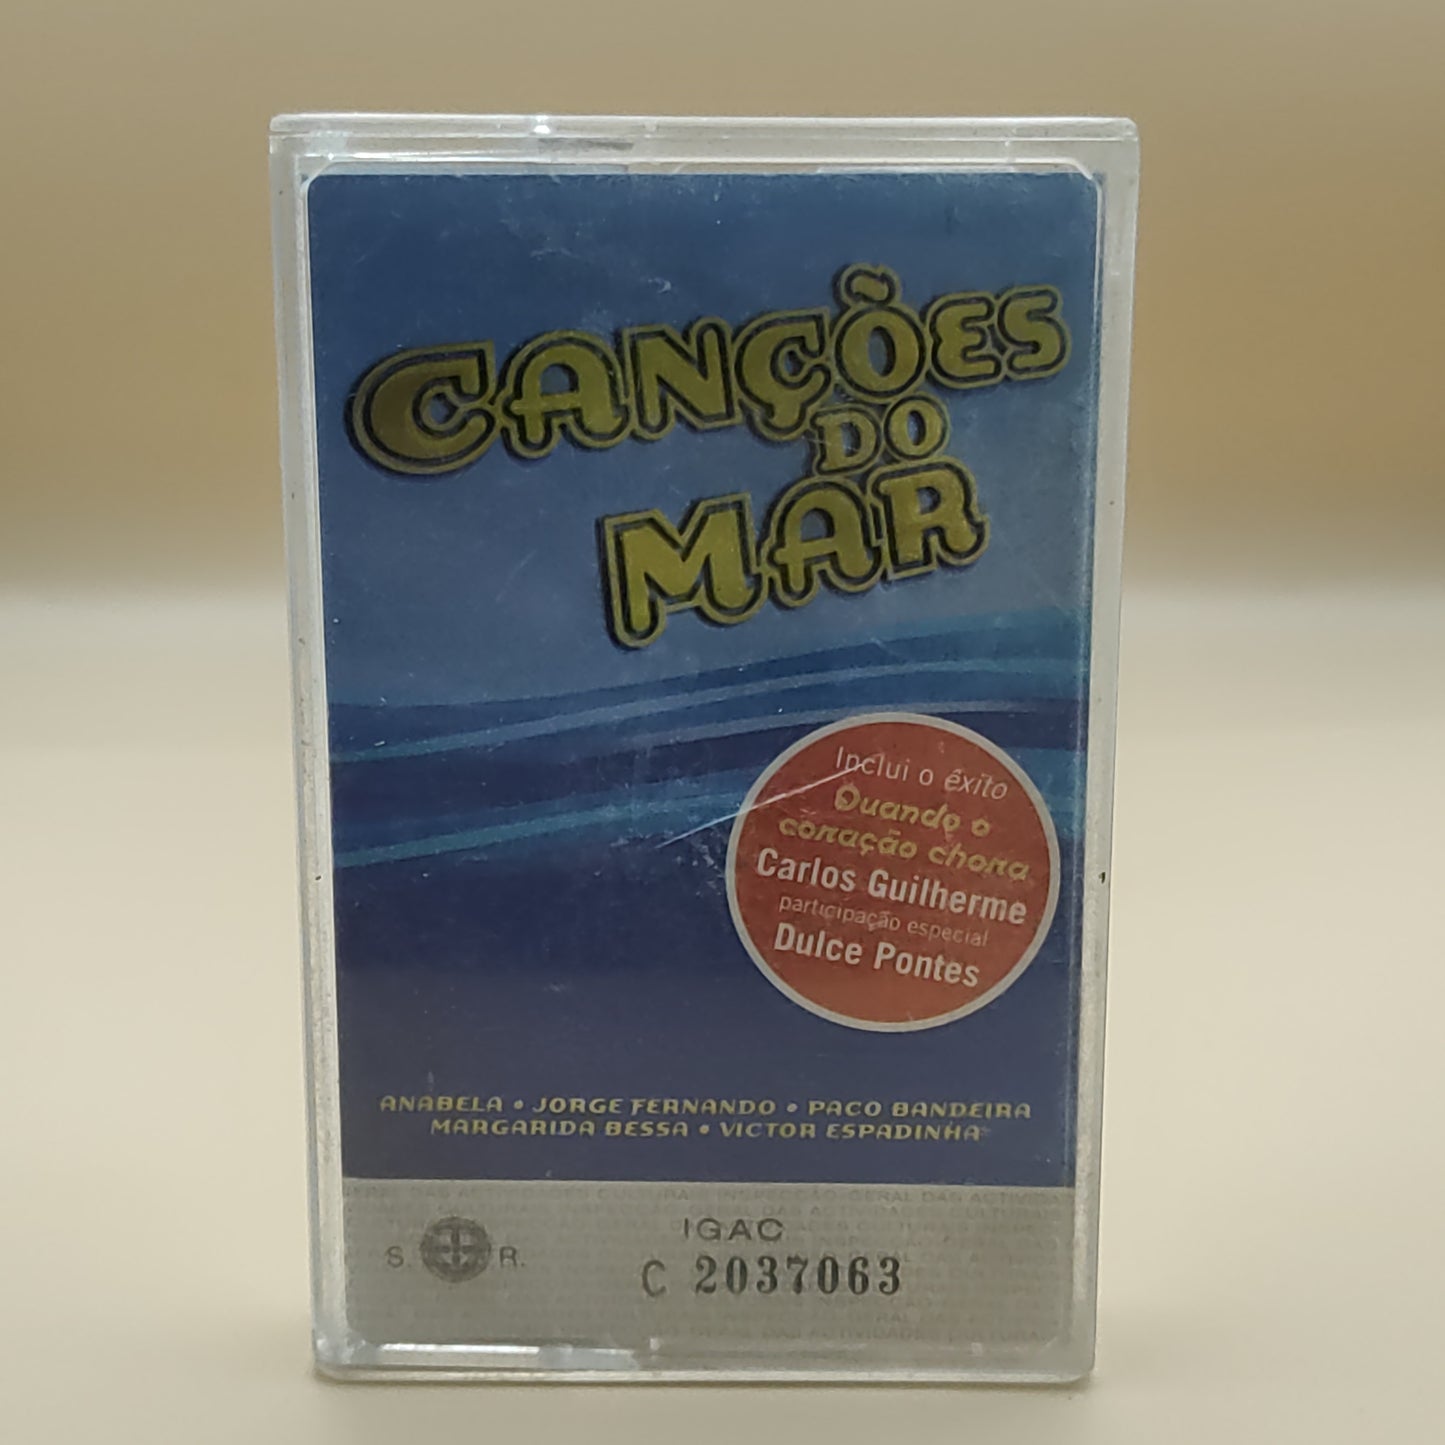 CANÇÕES
DO
MAR
Inclui o êxito
Quando o
coração chora
Carlos Guilherme
participação especial
Dulce Pontes
ANABELA • JORGE FERNANDO • PACO BANDEIRA
MARGARIDA BESSA • VICTOR ESPADINHA
IGAC
S. R.
C 2037063